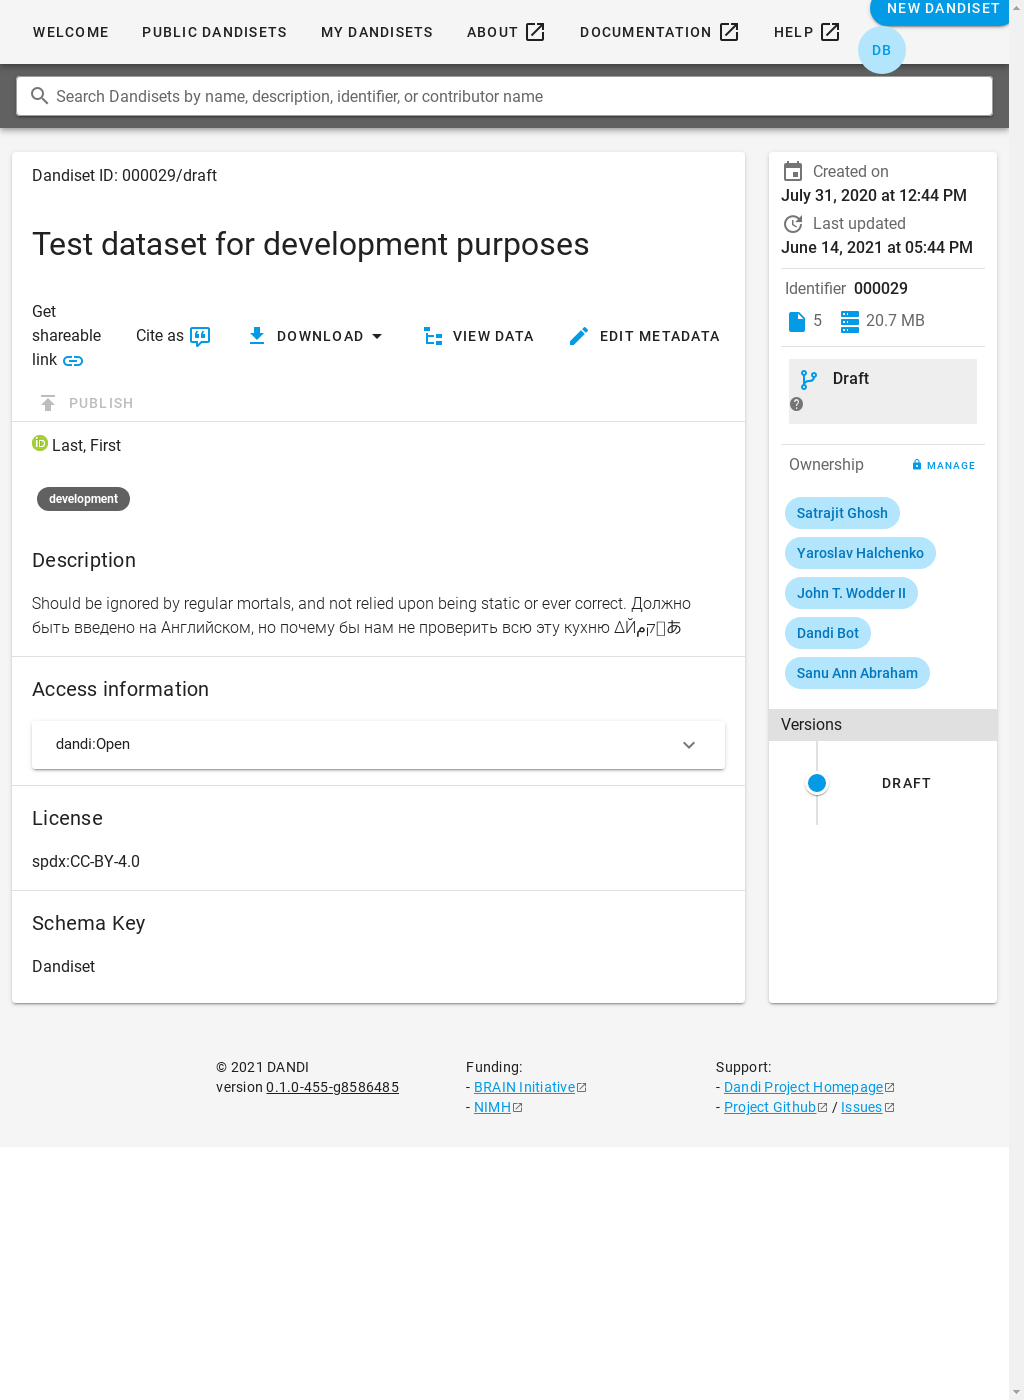 WELCOME PUBLIC DANDISETS MY DANDISETS ABOUT DOCUMENTATION HELP NEW DANDISET
DB
Search Dandisets by name, description, identifier, or contributor name
Dandiset ID: 000029/draft
Test dataset for development purposes
Get
shareable
link
Cite as DOWNLOAD VIEW DATA EDIT METADATA
PUBLISH
Last, First
development
Description
Should be ignored by regular mortals, and not relied upon being static or ever correct. Должно
быть введено на Английском, но почему бы нам не проверить всю эту кухню
Access information
dandi:Open
License
spdx:CC-BY-4.0
Schema Key
Dandiset
Created on
July 31, 2020 at 12:44 PM
Last updated
June 14, 2021 at 05:44 PM
Identifier 000029
5 20.7 MB
Draft
Ownership MANAGE
Satrajit Ghosh
Yaroslav Halchenko
John T. Wodder II
Dandi Bot
Sanu Ann Abraham
Versions
DRAFT
© 2021 DANDI
version 0.1.0-455-g8586485
Funding:
- BRAIN Initiative
- NIMH
Support:
- Dandi Project Homepage
- Project Github / Issues